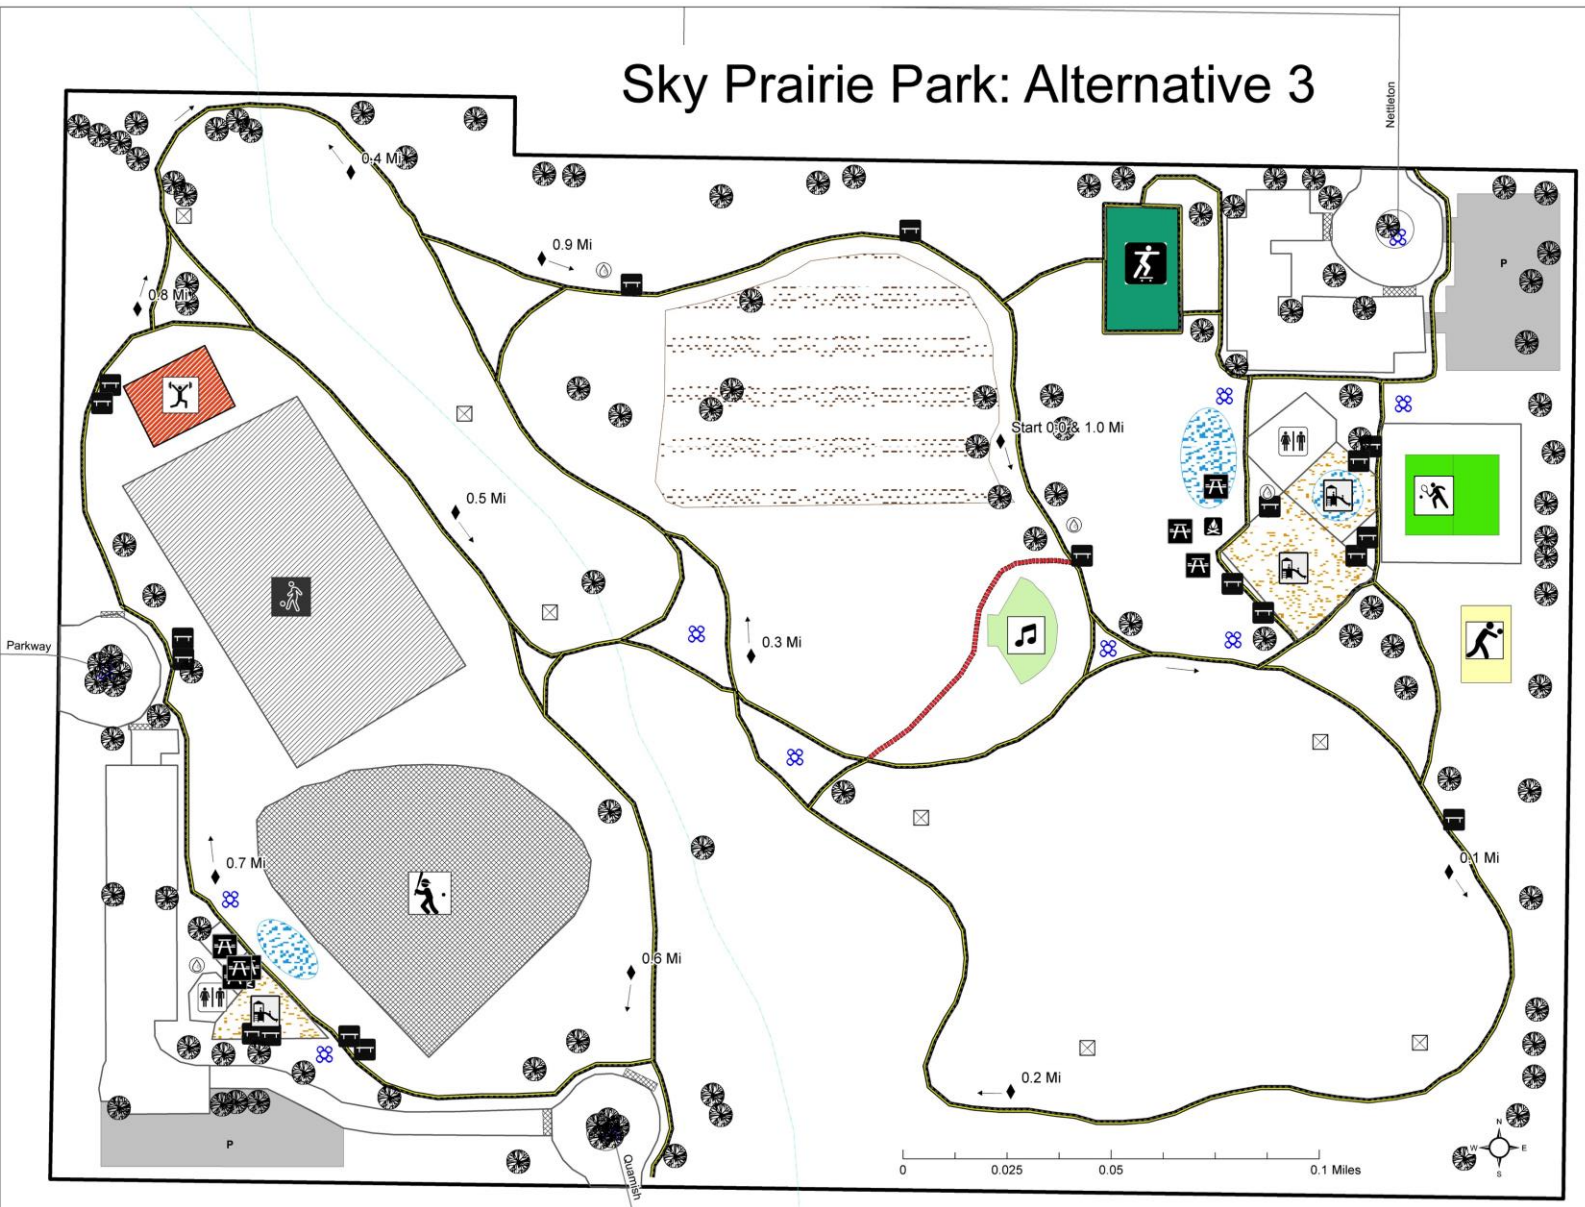 Sky Prairie Park: Alternative 3
Nettleton
0.4 Mi
0.9 Mi
P
0.8 Mi
Start 0.0 & 1.0 Mi
0.5 Mi
0.3 Mi
Parkway
0.7 Mi
0.1 Mi
0.6 Mi
0.2 Mi
P
Quamish
N
W E
S
0 0.025 0.05 0.1 Miles